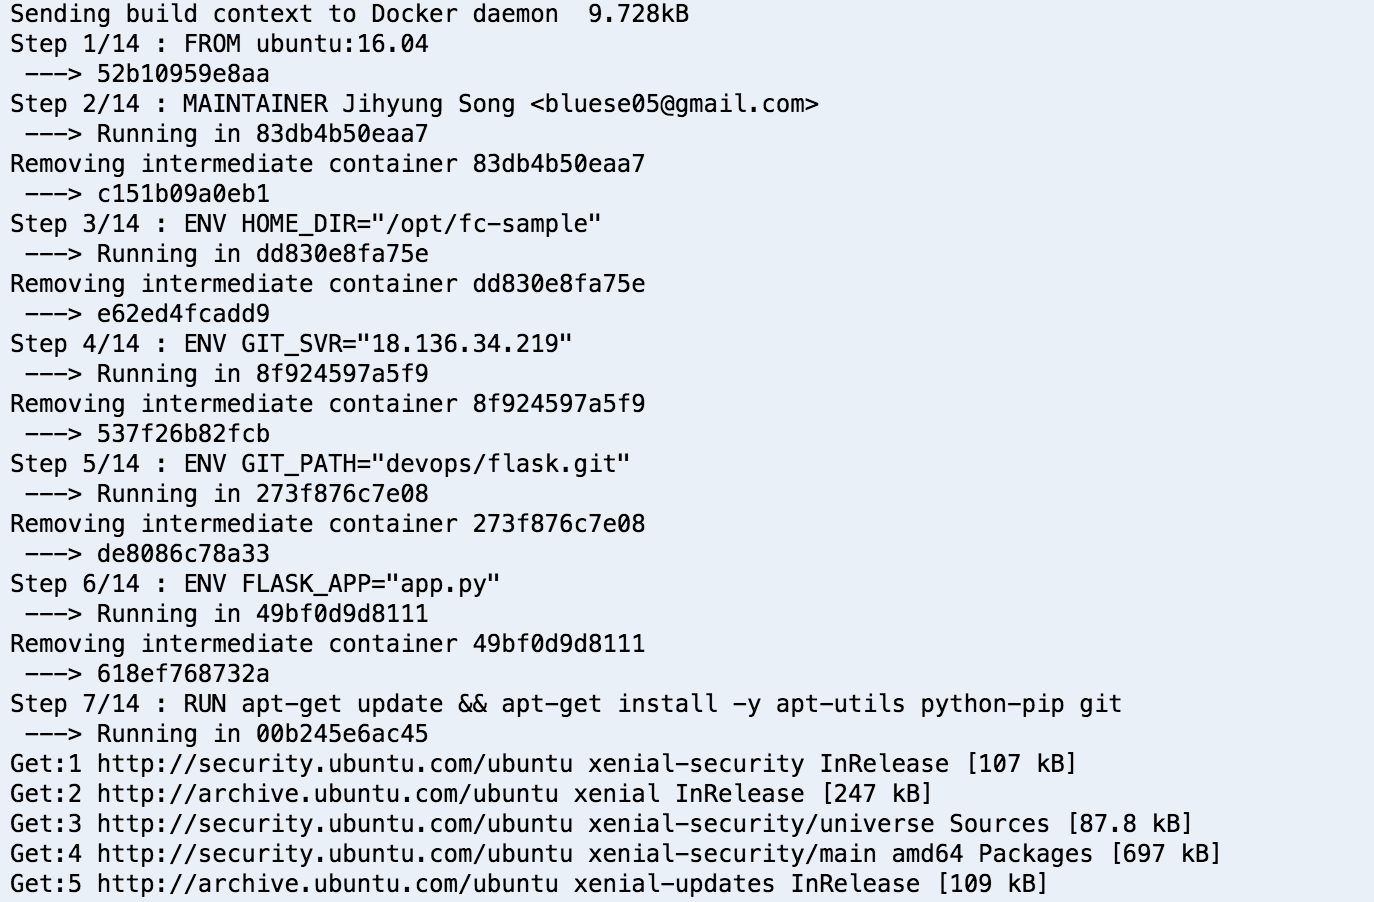 Sending build context to Docker daemon  9.728kB
Step 1/14 : FROM ubuntu:16.04
 ---> 52b10959e8aa
Step 2/14 : MAINTAINER Jihyung Song <bluese05@gmail.com>
 ---> Running in 83db4b50eaa7
Removing intermediate container 83db4b50eaa7
 ---> c151b09a0eb1
Step 3/14 : ENV HOME_DIR="/opt/fc-sample"
 ---> Running in dd830e8fa75e
Removing intermediate container dd830e8fa75e
 ---> e62ed4fcadd9
Step 4/14 : ENV GIT_SVR="18.136.34.219"
 ---> Running in 8f924597a5f9
Removing intermediate container 8f924597a5f9
 ---> 537f26b82fcb
Step 5/14 : ENV GIT_PATH="devops/flask.git"
 ---> Running in 273f876c7e08
Removing intermediate container 273f876c7e08
 ---> de8086c78a33
Step 6/14 : ENV FLASK_APP="app.py"
 ---> Running in 49bf0d9d8111
Removing intermediate container 49bf0d9d8111
 ---> 618ef768732a
Step 7/14 : RUN apt-get update && apt-get install -y apt-utils python-pip git
 ---> Running in 00b245e6ac45
Get:1 http://security.ubuntu.com/ubuntu xenial-security InRelease [107 kB]
Get:2 http://archive.ubuntu.com/ubuntu xenial InRelease [247 kB]
Get:3 http://security.ubuntu.com/ubuntu xenial-security/universe Sources [87.8 kB]
Get:4 http://security.ubuntu.com/ubuntu xenial-security/main amd64 Packages [697 kB]
Get:5 http://archive.ubuntu.com/ubuntu xenial-updates InRelease [109 kB]